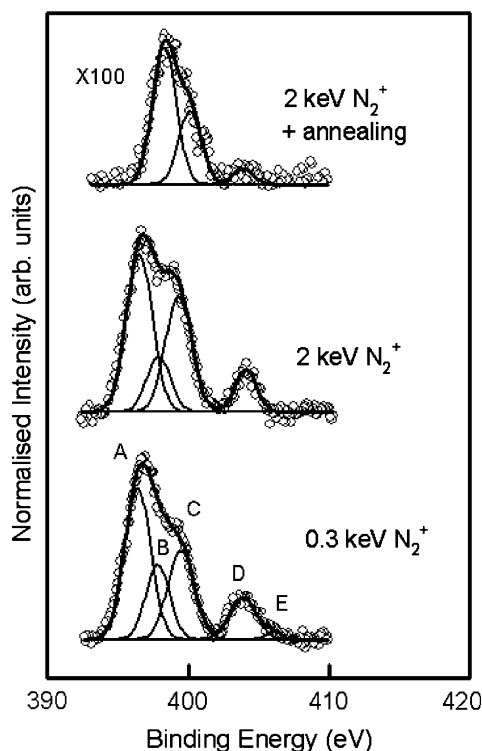 X100
2 keV N₂⁺
+ annealing
2 keV N₂⁺
A
B
C
D
E
0.3 keV N₂⁺
Normalised Intensity (arb. units)
390
400
410
420
Binding Energy (eV)